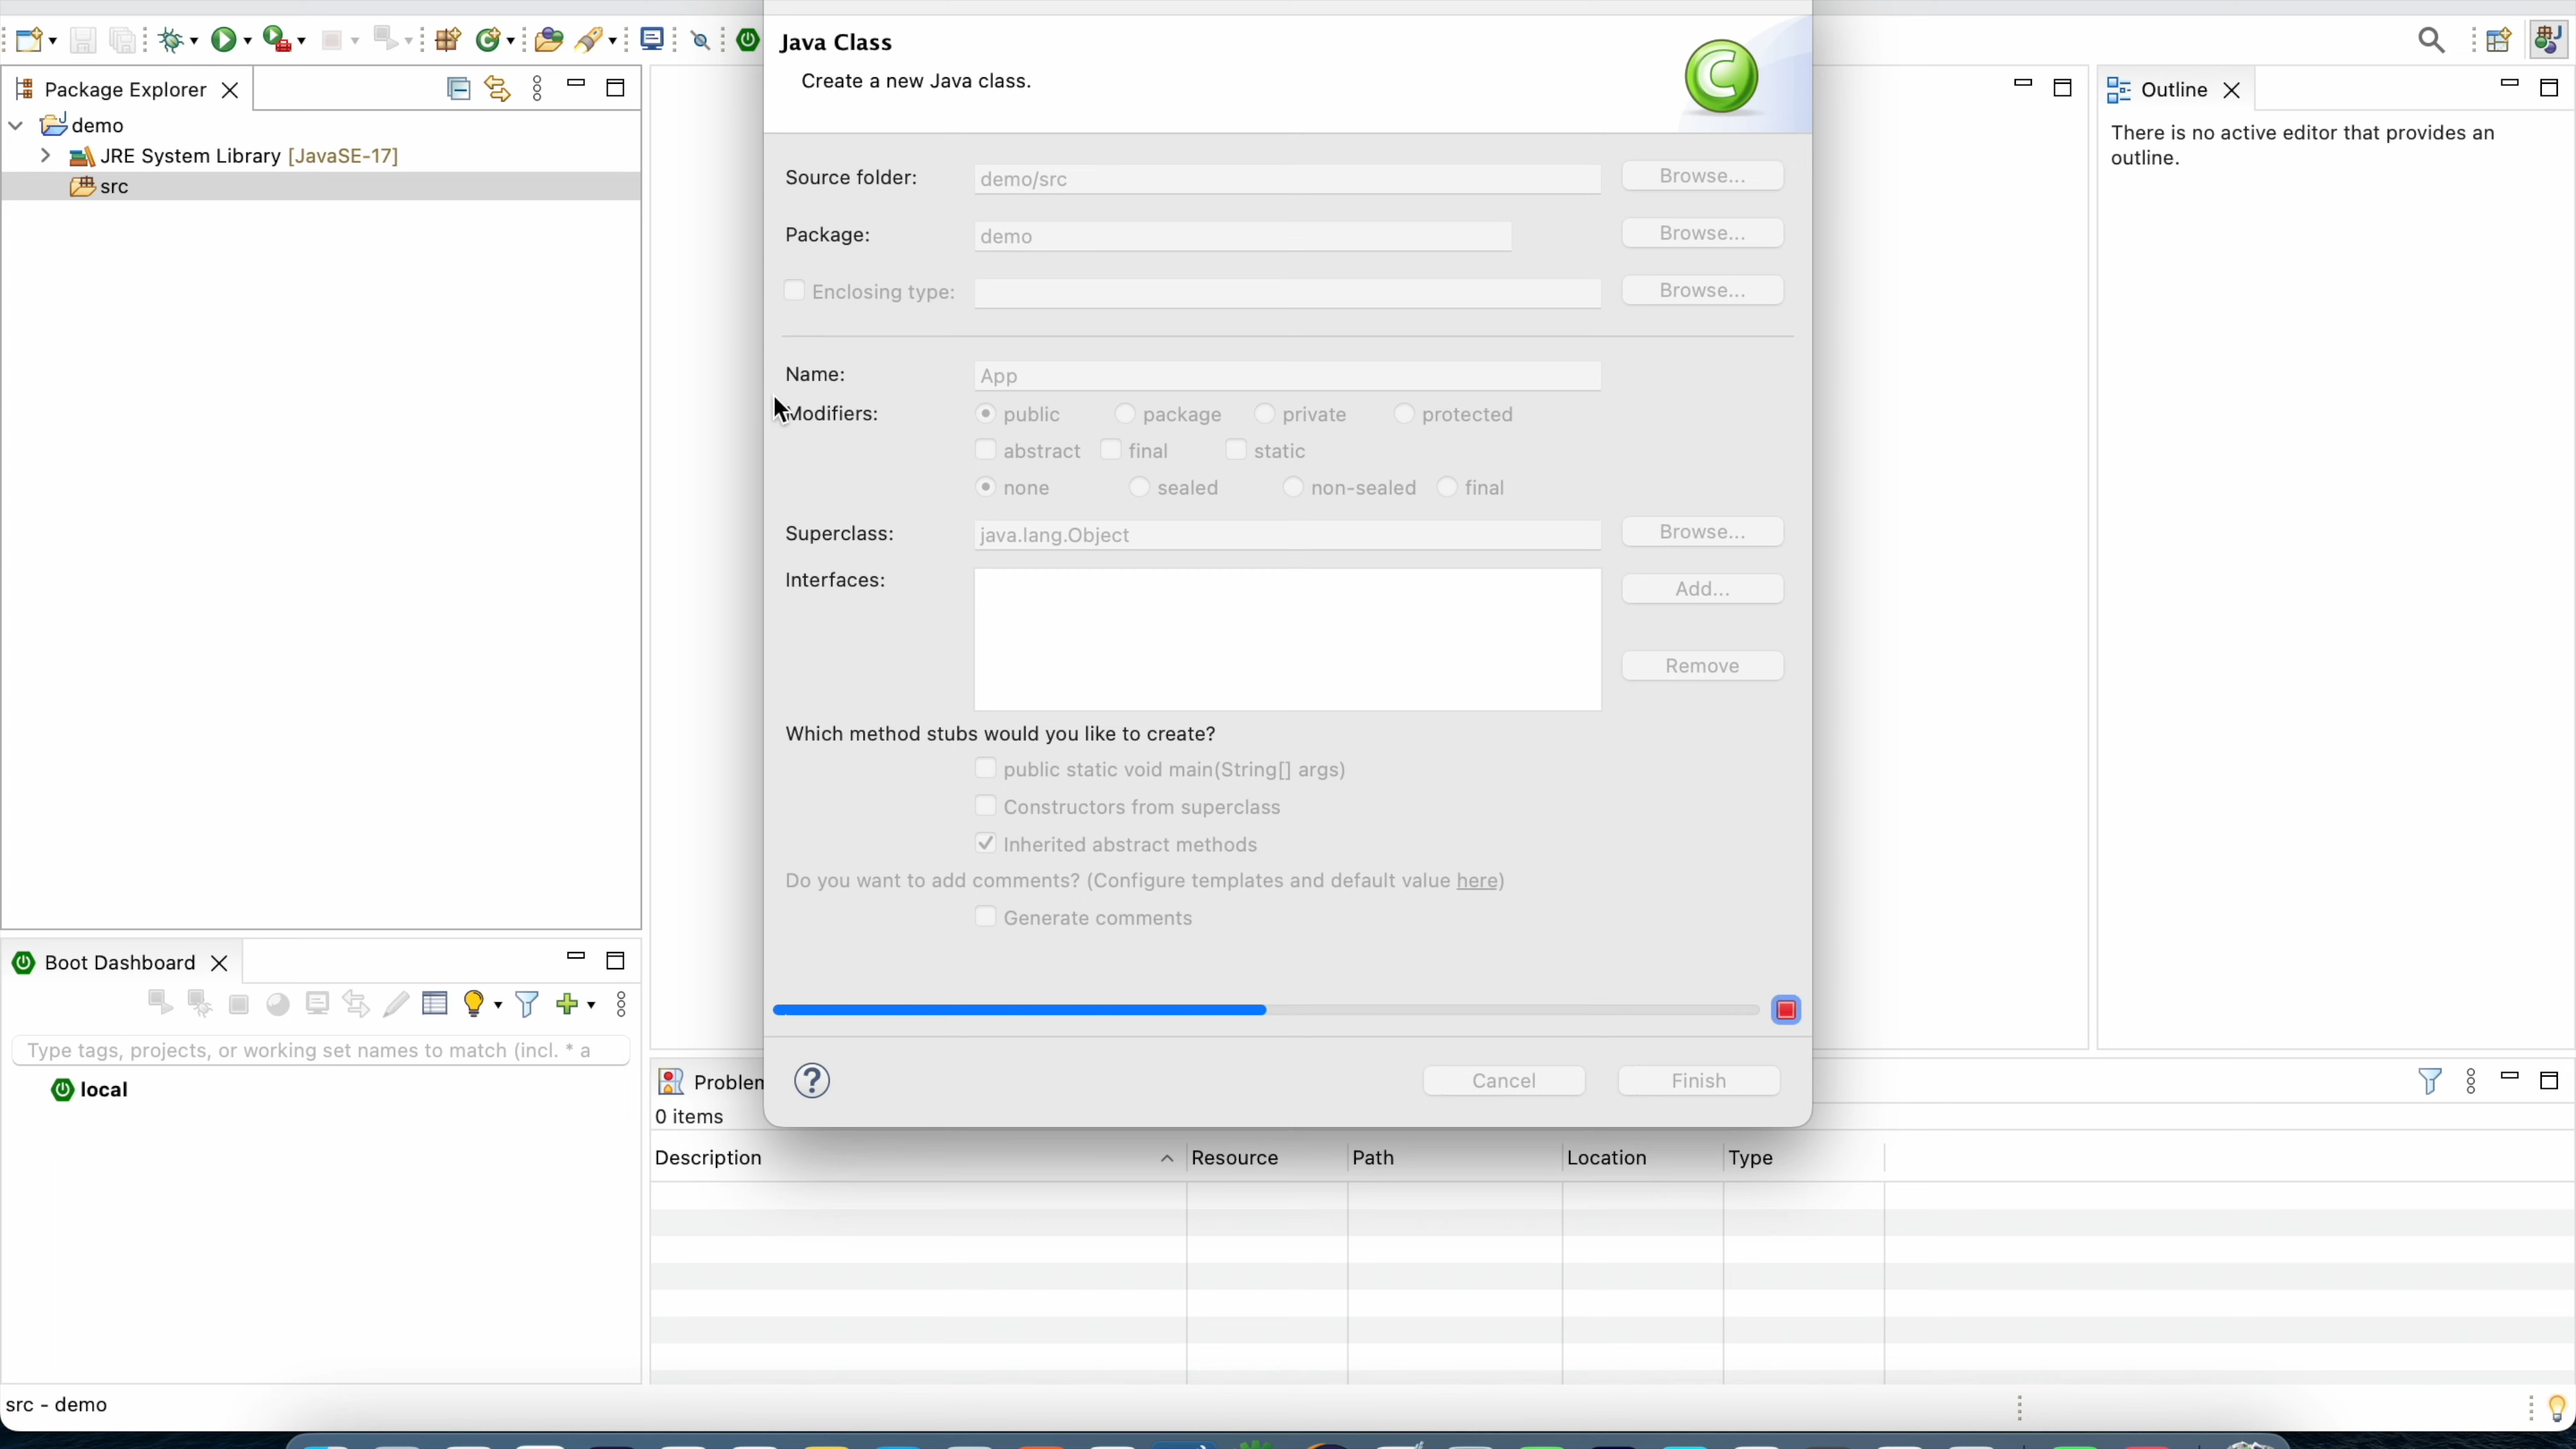 Package Explorer
demo
JRE System Library [JavaSE-17]
src
Java Class
Create a new Java class.
Source folder: demo/src Browse...
Package: demo Browse...
Enclosing type: Browse...
Name: App
Modifiers: public package private protected
abstract final static
none sealed non-sealed final
Superclass: java.lang.Object Browse...
Interfaces: Add...
Remove
Which method stubs would you like to create?
public static void main(String[] args)
Constructors from superclass
Inherited abstract methods
Do you want to add comments? (Configure templates and default value here)
Generate comments
Cancel Finish
Outline
There is no active editor that provides an
outline.
Boot Dashboard
Type tags, projects, or working set names to match (incl. * a
local
Problem
0 items
Description Resource Path Location Type
src - demo